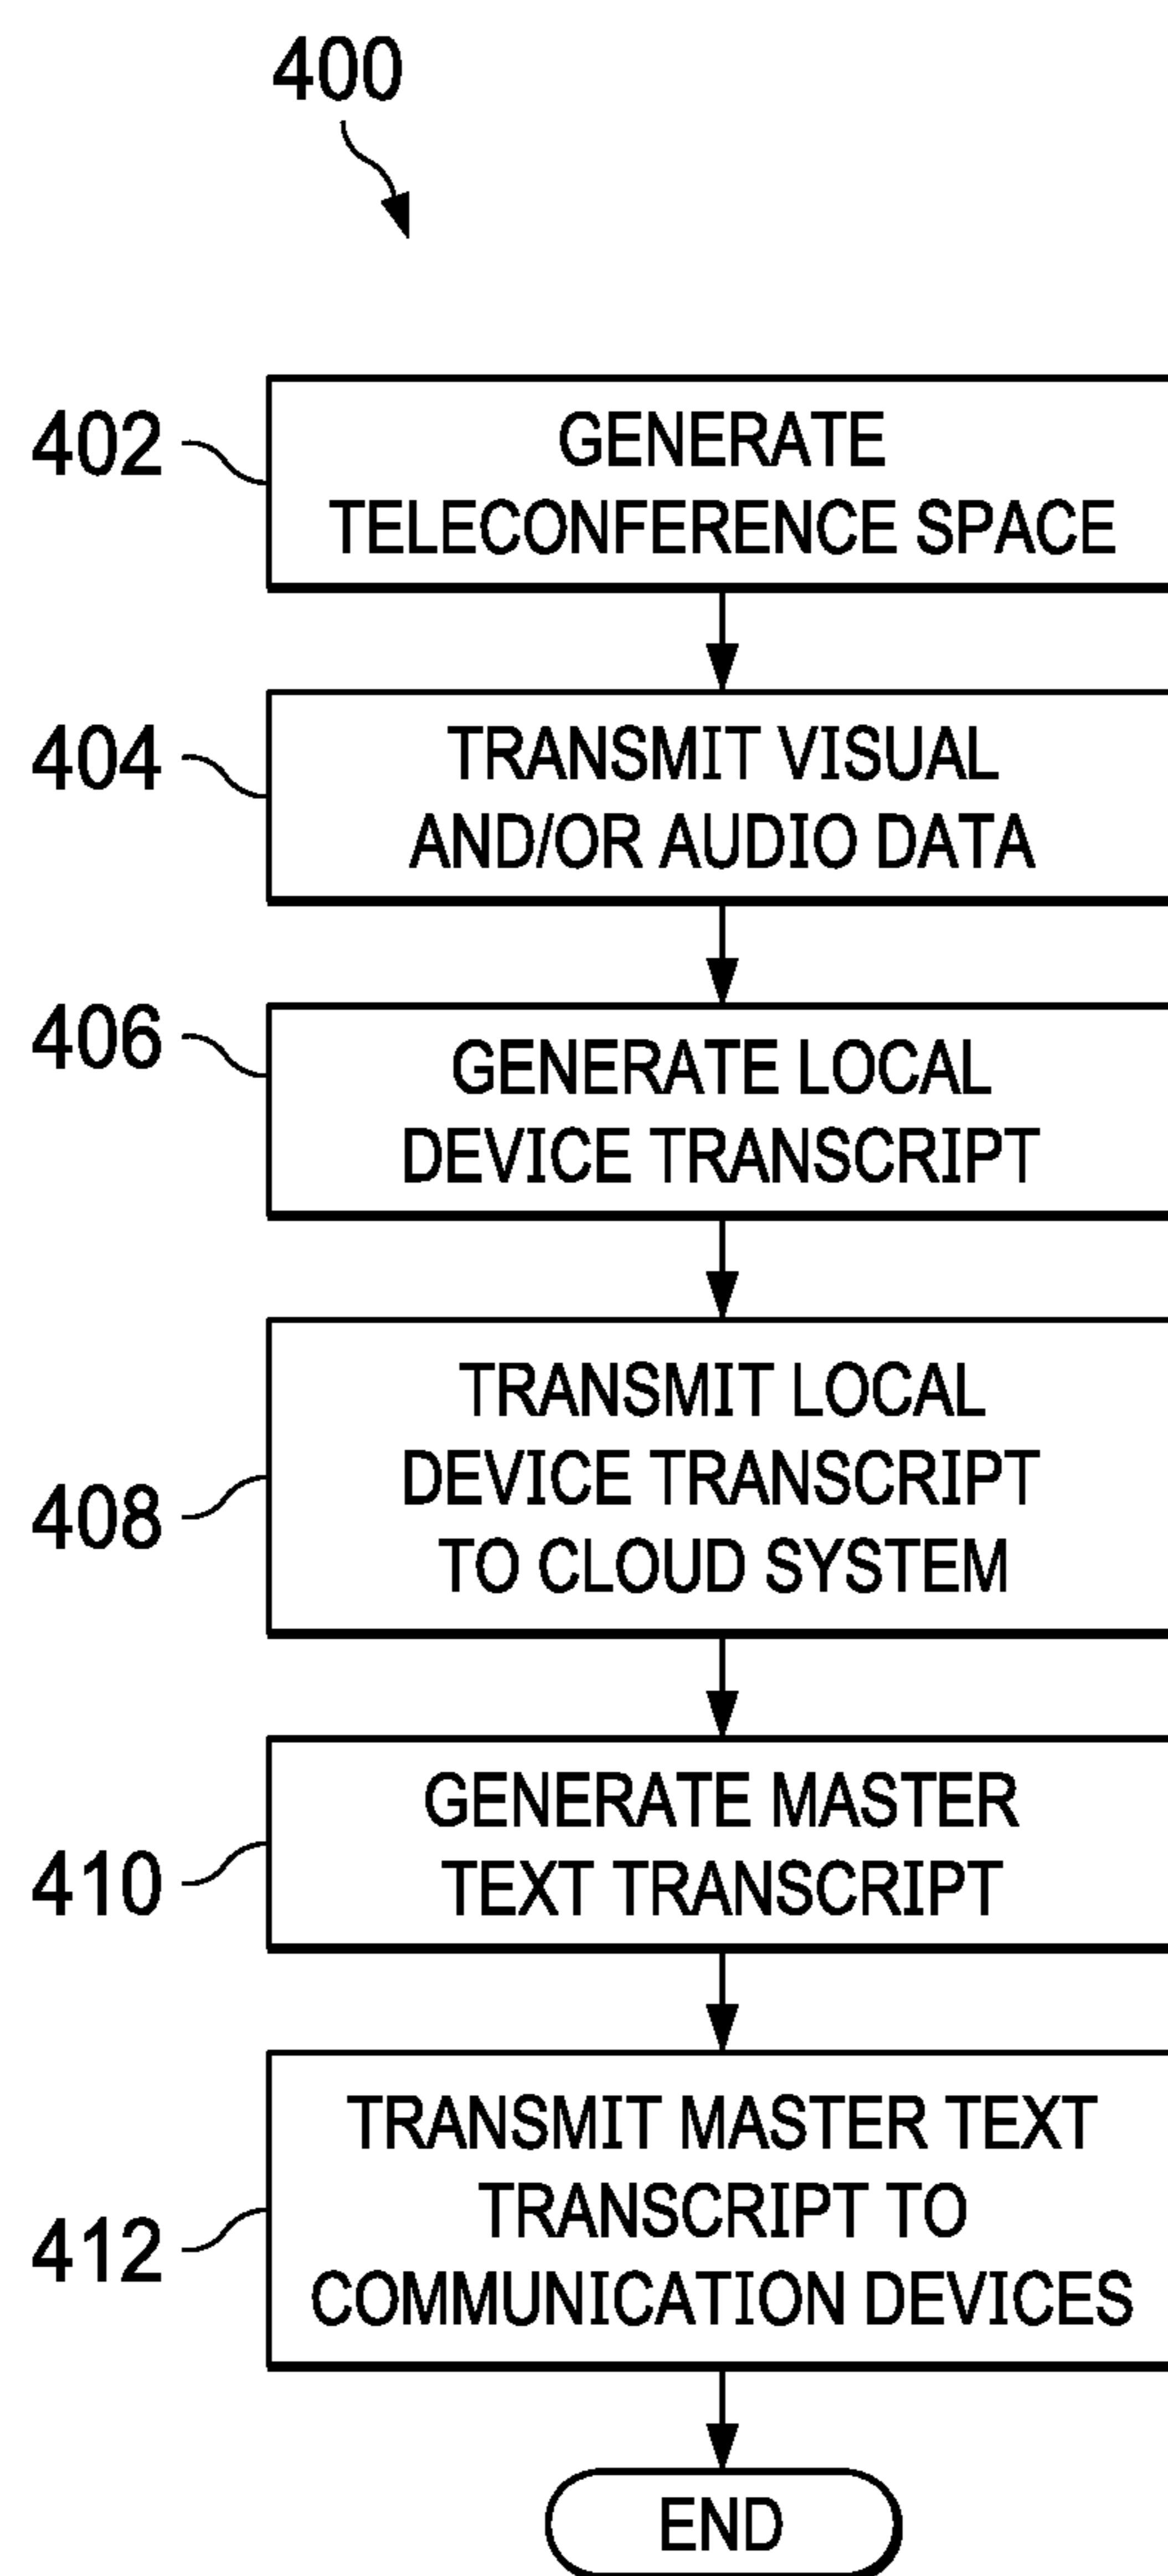 400
402
GENERATE
TELECONFERENCE SPACE
404
TRANSMIT VISUAL
AND/OR AUDIO DATA
406
GENERATE LOCAL
DEVICE TRANSCRIPT
408
TRANSMIT LOCAL
DEVICE TRANSCRIPT
TO CLOUD SYSTEM
410
GENERATE MASTER
TEXT TRANSCRIPT
412
TRANSMIT MASTER TEXT
TRANSCRIPT TO
COMMUNICATION DEVICES
END